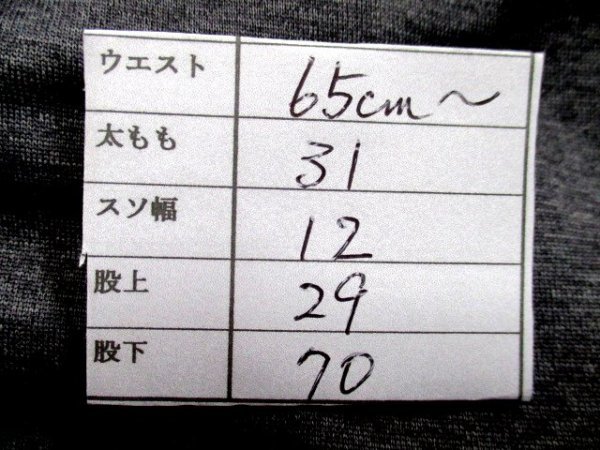 ウエスト 65cm～
太もも 31
スソ幅 12
股上 29
股下 70